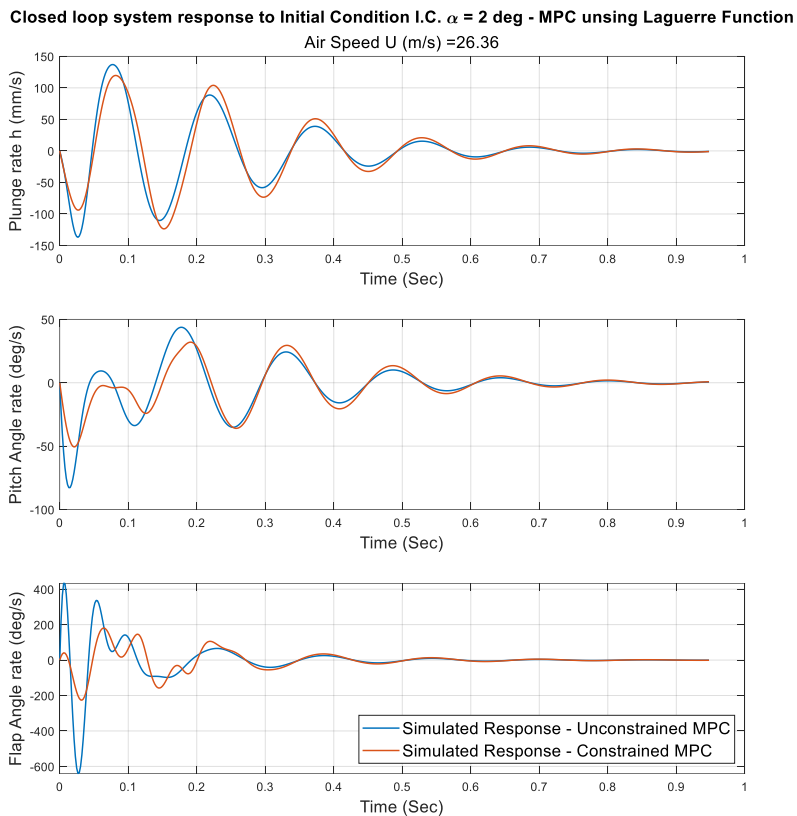 Closed loop system response to Initial Condition I.C. α = 2 deg - MPC unsing Laguerre Function
Air Speed U (m/s) =26.36
Plunge rate h (mm/s)
150
100
50
0
-50
-100
-150
0 0.1 0.2 0.3 0.4 0.5 0.6 0.7 0.8 0.9 1
Time (Sec)
Pitch Angle rate (deg/s)
50
0
-50
-100
0 0.1 0.2 0.3 0.4 0.5 0.6 0.7 0.8 0.9 1
Time (Sec)
Flap Angle rate (deg/s)
400
200
0
-200
-400
-600
Simulated Response - Unconstrained MPC
Simulated Response - Constrained MPC
0 0.1 0.2 0.3 0.4 0.5 0.6 0.7 0.8 0.9 1
Time (Sec)